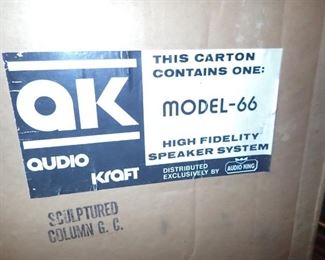 ak
audio
kraft
THIS CARTON
CONTAINS ONE:
MODEL-66
HIGH FIDELITY
SPEAKER SYSTEM
DISTRIBUTED
EXCLUSIVELY BY
AUDIO KING
SCULPTURED
COLUMN G. C.